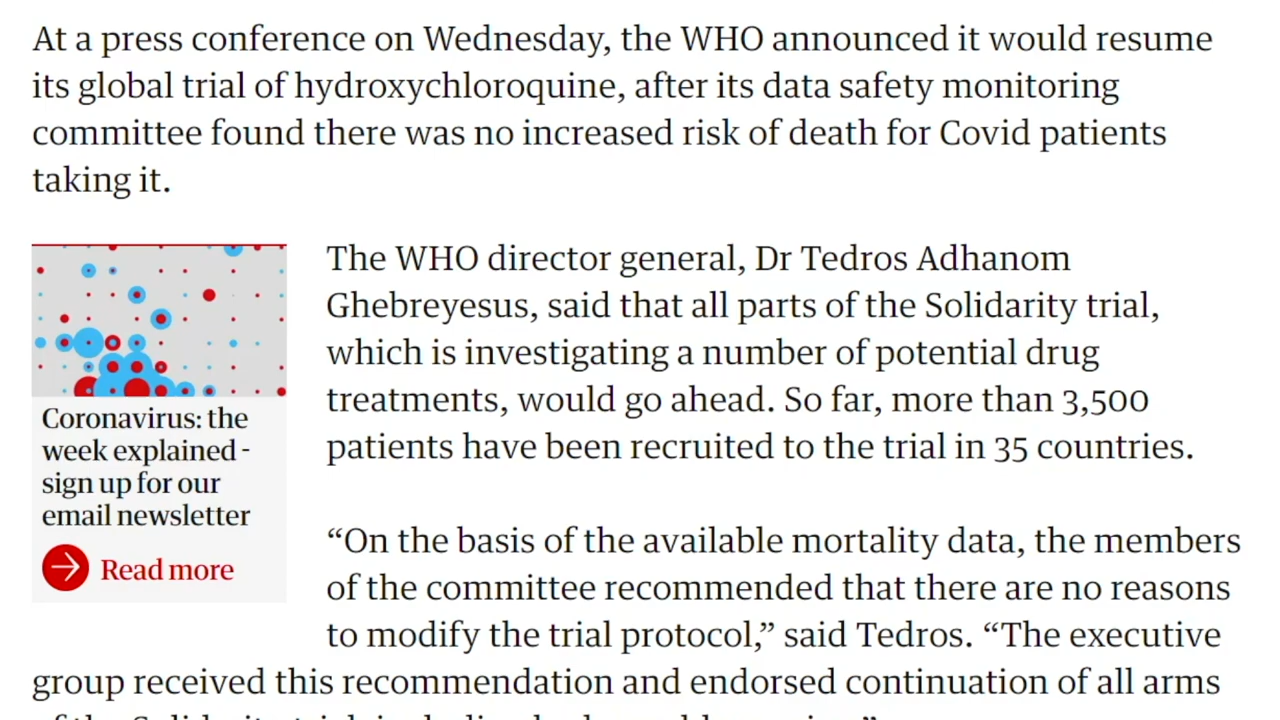 At a press conference on Wednesday, the WHO announced it would resume
its global trial of hydroxychloroquine, after its data safety monitoring
committee found there was no increased risk of death for Covid patients
taking it.
The WHO director general, Dr Tedros Adhanom
Ghebreyesus, said that all parts of the Solidarity trial,
which is investigating a number of potential drug
treatments, would go ahead. So far, more than 3,500
patients have been recruited to the trial in 35 countries.
Coronavirus: the
week explained -
sign up for our
email newsletter
Read more
“On the basis of the available mortality data, the members
of the committee recommended that there are no reasons
to modify the trial protocol,” said Tedros. “The executive
group received this recommendation and endorsed continuation of all arms